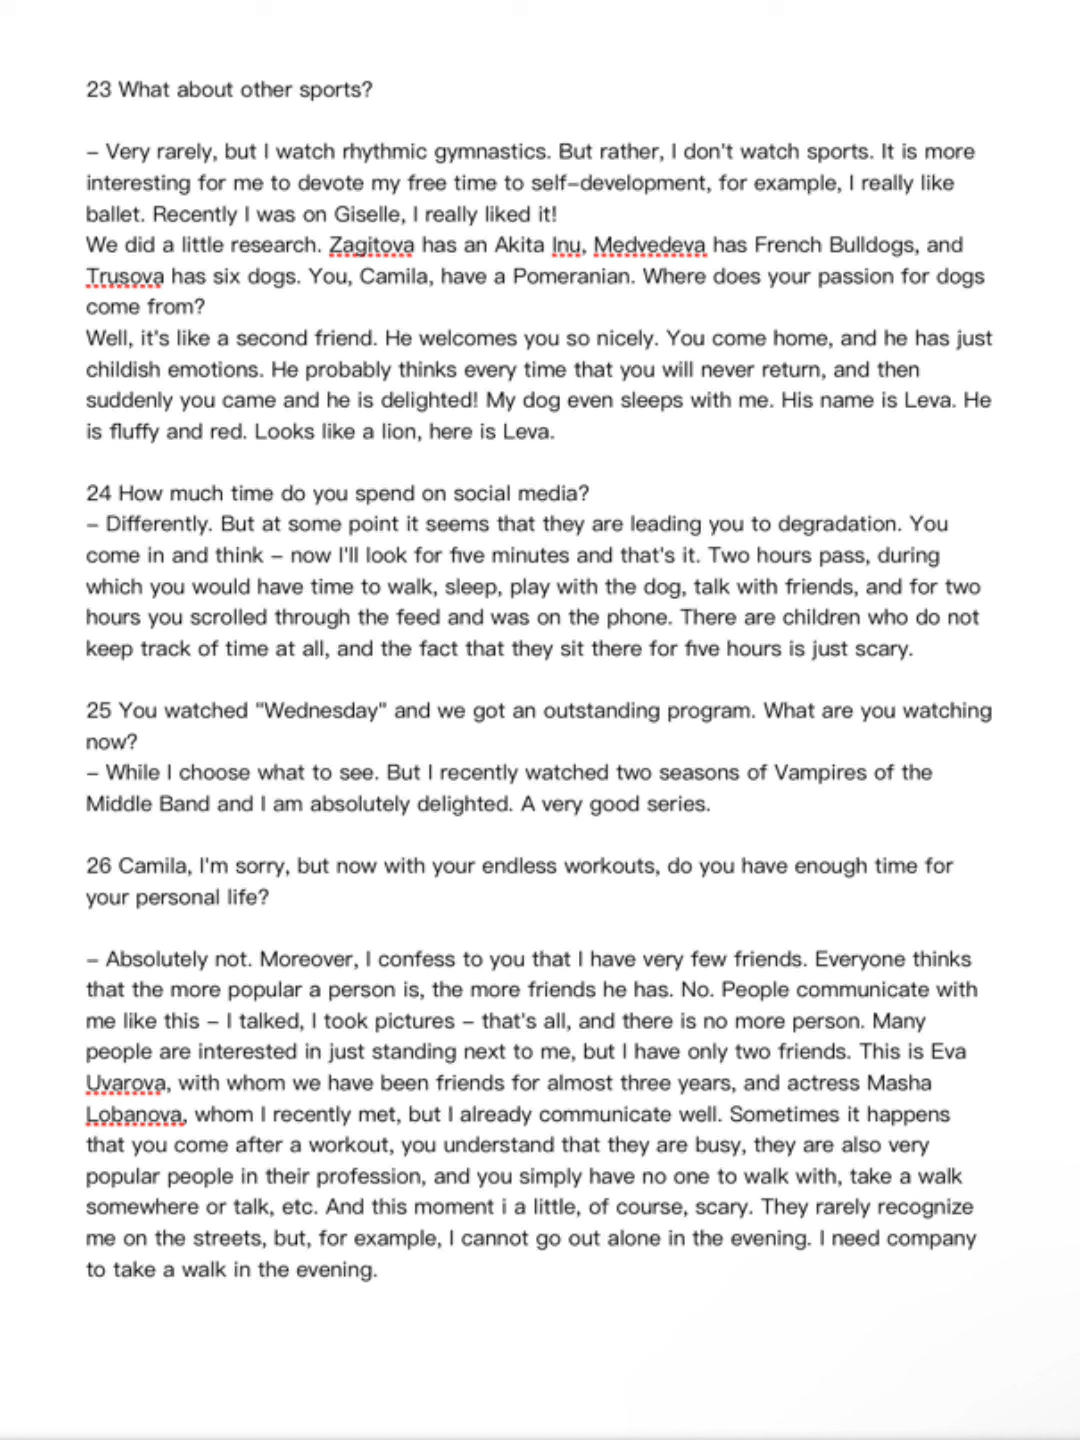 23 What about other sports?
– Very rarely, but I watch rhythmic gymnastics. But rather, I don't watch sports. It is more
interesting for me to devote my free time to self–development, for example, I really like
ballet. Recently I was on Giselle, I really liked it!
We did a little research. Zagitova has an Akita Inu, Medvedeva has French Bulldogs, and
Trusova has six dogs. You, Camila, have a Pomeranian. Where does your passion for dogs
come from?
Well, it's like a second friend. He welcomes you so nicely. You come home, and he has just
childish emotions. He probably thinks every time that you will never return, and then
suddenly you came and he is delighted! My dog even sleeps with me. His name is Leva. He
is fluffy and red. Looks like a lion, here is Leva.
24 How much time do you spend on social media?
– Differently. But at some point it seems that they are leading you to degradation. You
come in and think – now I'll look for five minutes and that's it. Two hours pass, during
which you would have time to walk, sleep, play with the dog, talk with friends, and for two
hours you scrolled through the feed and was on the phone. There are children who do not
keep track of time at all, and the fact that they sit there for five hours is just scary.
25 You watched "Wednesday" and we got an outstanding program. What are you watching
now?
– While I choose what to see. But I recently watched two seasons of Vampires of the
Middle Band and I am absolutely delighted. A very good series.
26 Camila, I'm sorry, but now with your endless workouts, do you have enough time for
your personal life?
– Absolutely not. Moreover, I confess to you that I have very few friends. Everyone thinks
that the more popular a person is, the more friends he has. No. People communicate with
me like this – I talked, I took pictures – that's all, and there is no more person. Many
people are interested in just standing next to me, but I have only two friends. This is Eva
Uvarova, with whom we have been friends for almost three years, and actress Masha
Lobanova, whom I recently met, but I already communicate well. Sometimes it happens
that you come after a workout, you understand that they are busy, they are also very
popular people in their profession, and you simply have no one to walk with, take a walk
somewhere or talk, etc. And this moment i a little, of course, scary. They rarely recognize
me on the streets, but, for example, I cannot go out alone in the evening. I need company
to take a walk in the evening.